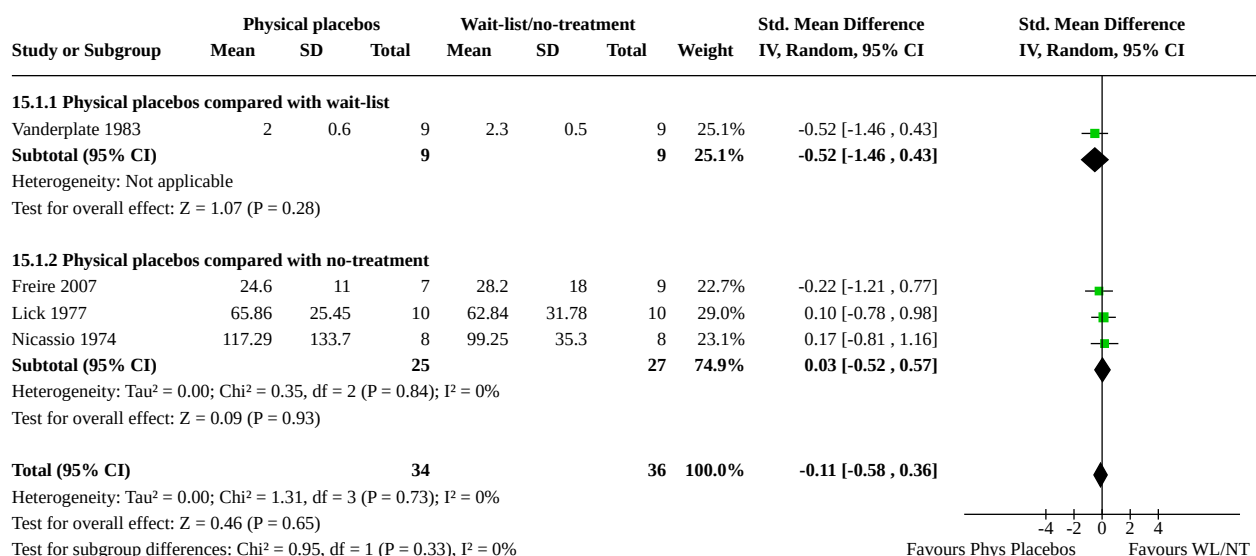 Physical placebos Wait-list/no-treatment Std. Mean Difference Std. Mean Difference
Study or Subgroup Mean SD Total Mean SD Total Weight IV, Random, 95% CI IV, Random, 95% CI
15.1.1 Physical placebos compared with wait-list
Vanderplate 1983 2 0.6 9 2.3 0.5 9 25.1% -0.52 [-1.46 , 0.43]
Subtotal (95% CI) 9 9 25.1% -0.52 [-1.46 , 0.43]
Heterogeneity: Not applicable
Test for overall effect: Z = 1.07 (P = 0.28)
15.1.2 Physical placebos compared with no-treatment
Freire 2007 24.6 11 7 28.2 18 9 22.7% -0.22 [-1.21 , 0.77]
Lick 1977 65.86 25.45 10 62.84 31.78 10 29.0% 0.10 [-0.78 , 0.98]
Nicassio 1974 117.29 133.7 8 99.25 35.3 8 23.1% 0.17 [-0.81 , 1.16]
Subtotal (95% CI) 25 27 74.9% 0.03 [-0.52 , 0.57]
Heterogeneity: Tau² = 0.00; Chi² = 0.35, df = 2 (P = 0.84); I² = 0%
Test for overall effect: Z = 0.09 (P = 0.93)
Total (95% CI) 34 36 100.0% -0.11 [-0.58 , 0.36]
Heterogeneity: Tau² = 0.00; Chi² = 1.31, df = 3 (P = 0.73); I² = 0%
Test for overall effect: Z = 0.46 (P = 0.65)
-4 -2 0 2 4
Test for subgroup differences: Chi² = 0.95, df = 1 (P = 0.33), I² = 0%
Favours Phys Placebos Favours WL/NT